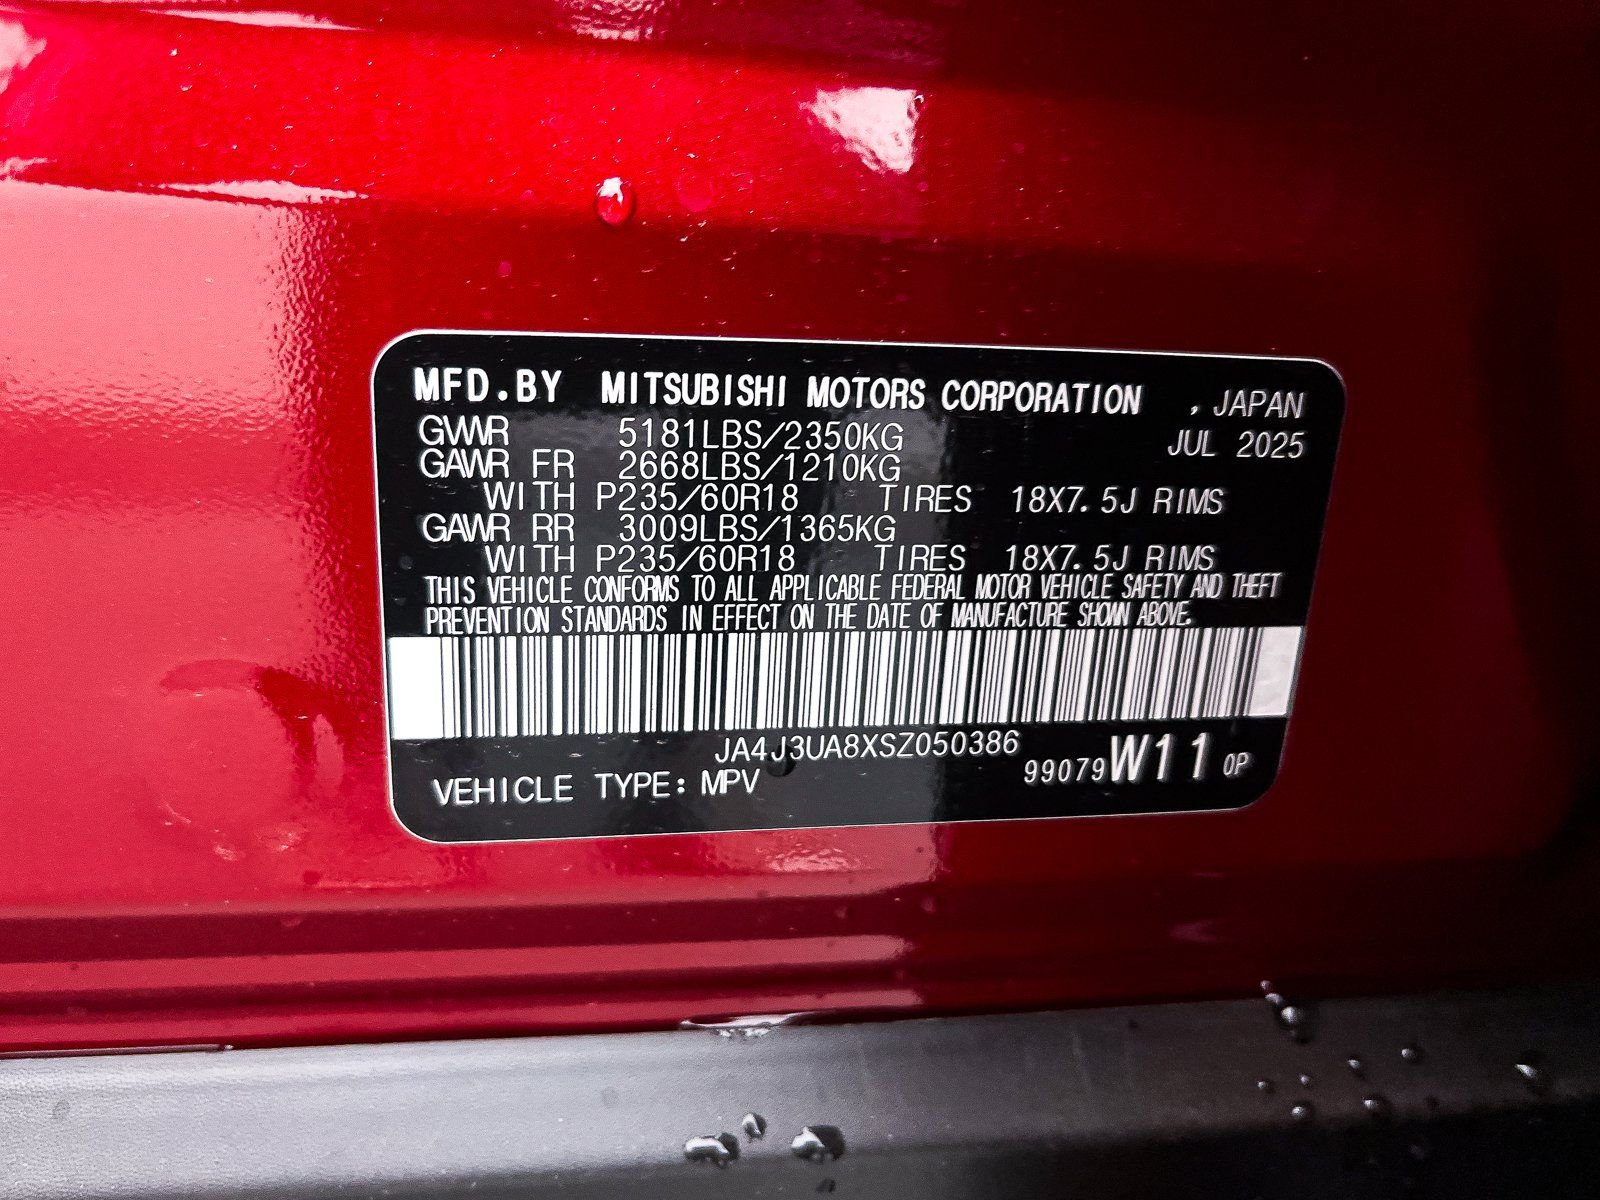 MFD.BY MITSUBISHI MOTORS CORPORATION , JAPAN
GVWR 5181LBS/2350KG JUL 2025
GAWR FR 2668LBS/1210KG
WITH P235/60R18 TIRES 18X7.5J RIMS
GAWR RR 3009LBS/1365KG
WITH P235/60R18 TIRES 18X7.5J RIMS
THIS VEHICLE CONFORMS TO ALL APPLICABLE FEDERAL MOTOR VEHICLE SAFETY AND THEFT
PREVENTION STANDARDS IN EFFECT ON THE DATE OF MANUFACTURE SHOWN ABOVE.
JA4J3UA8XSZ050386
VEHICLE TYPE: MPV 99079W11 0P